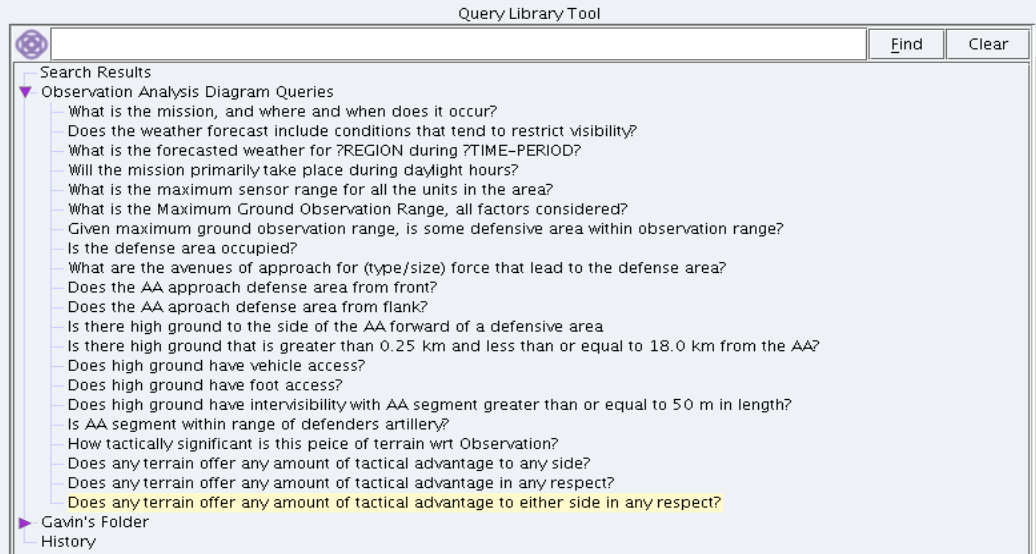 Query Library Tool
Find Clear
Search Results
Observation Analysis Diagram Queries
What is the mission, and where and when does it occur?
Does the weather forecast include conditions that tend to restrict visibility?
What is the forecasted weather for ?REGION during ?TIME-PERIOD?
Will the mission primarily take place during daylight hours?
What is the maximum sensor range for all the units in the area?
What is the Maximum Ground Observation Range, all factors considered?
Given maximum ground observation range, is some defensive area within observation range?
Is the defense area occupied?
What are the avenues of approach for (type/size) force that lead to the defense area?
Does the AA approach defense area from front?
Does the AA aproach defense area from flank?
Is there high ground to the side of the AA forward of a defensive area
Is there high ground that is greater than 0.25 km and less than or equal to 18.0 km from the AA?
Does high ground have vehicle access?
Does high ground have foot access?
Does high ground have intervisibility with AA segment greater than or equal to 50 m in length?
Is AA segment within range of defenders artillery?
How tactically significant is this peice of terrain wrt Observation?
Does any terrain offer any amount of tactical advantage to any side?
Does any terrain offer any amount of tactical advantage in any respect?
Does any terrain offer any amount of tactical advantage to either side in any respect?
Gavin's Folder
History